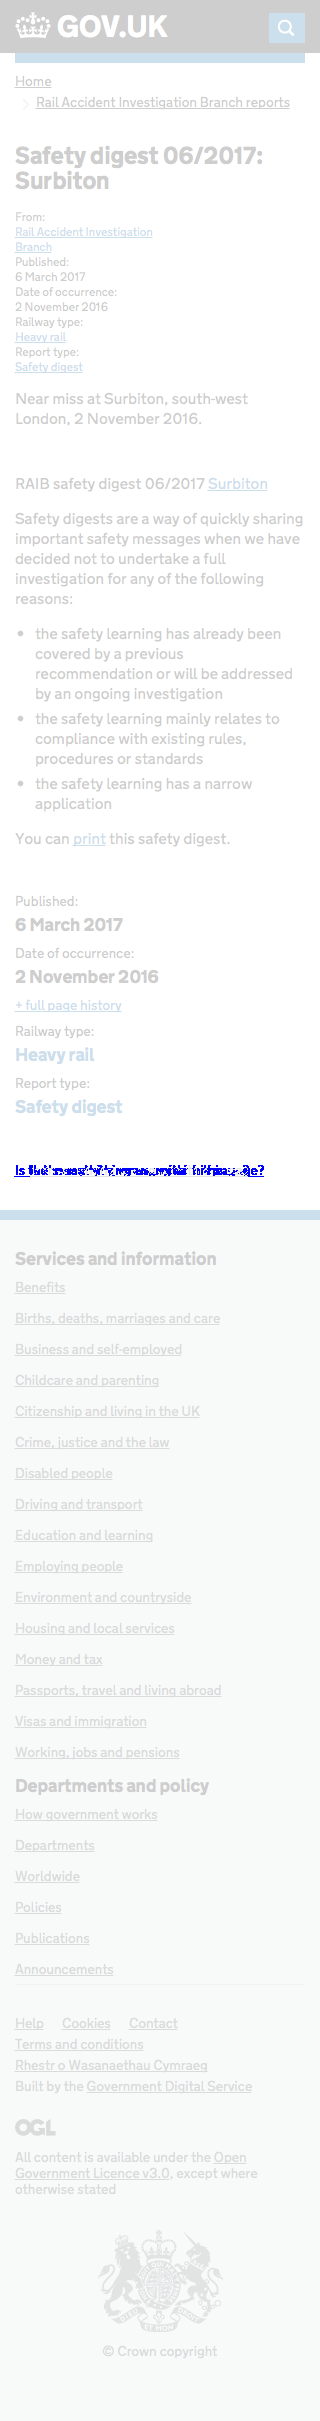 GOV.UK
Home
Rail Accident Investigation Branch reports
Safety digest 06/2017:
Surbiton
From:
Rail Accident Investigation
Branch
Published:
6 March 2017
Date of occurrence:
2 November 2016
Railway type:
Heavy rail
Report type:
Safety digest
Near miss at Surbiton, south-west
London, 2 November 2016.
RAIB safety digest 06/2017 Surbiton
Safety digests are a way of quickly sharing
important safety messages when we have
decided not to undertake a full
investigation for any of the following
reasons:
• the safety learning has already been
covered by a previous
recommendation or will be addressed
by an ongoing investigation
• the safety learning mainly relates to
compliance with existing rules,
procedures or standards
• the safety learning has a narrow
application
You can print this safety digest.
Published:
6 March 2017
Date of occurrence:
2 November 2016
+ full page history
Railway type:
Heavy rail
Report type:
Safety digest
Services and information
Benefits
Births, deaths, marriages and care
Business and self-employed
Childcare and parenting
Citizenship and living in the UK
Crime, justice and the law
Disabled people
Driving and transport
Education and learning
Employing people
Environment and countryside
Housing and local services
Money and tax
Passports, travel and living abroad
Visas and immigration
Working, jobs and pensions
Departments and policy
How government works
Departments
Worldwide
Policies
Publications
Announcements
Help Cookies Contact
Terms and conditions
Rhestr o Wasanaethau Cymraeg
Built by the Government Digital Service
OGL
All content is available under the Open
Government Licence v3.0, except where
otherwise stated
© Crown copyright